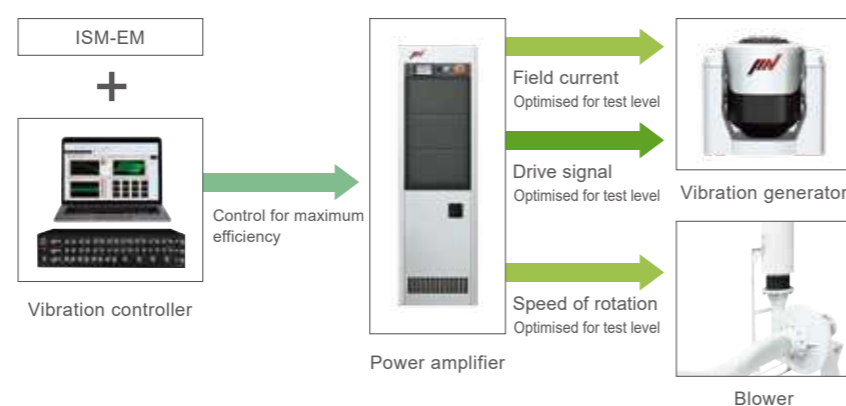 ISM-EM
+
Vibration controller
Control for maximum
efficiency
Power amplifier
Field current
Optimised for test level
Drive signal
Optimised for test level
Speed of rotation
Optimised for test level
Vibration generator
Blower